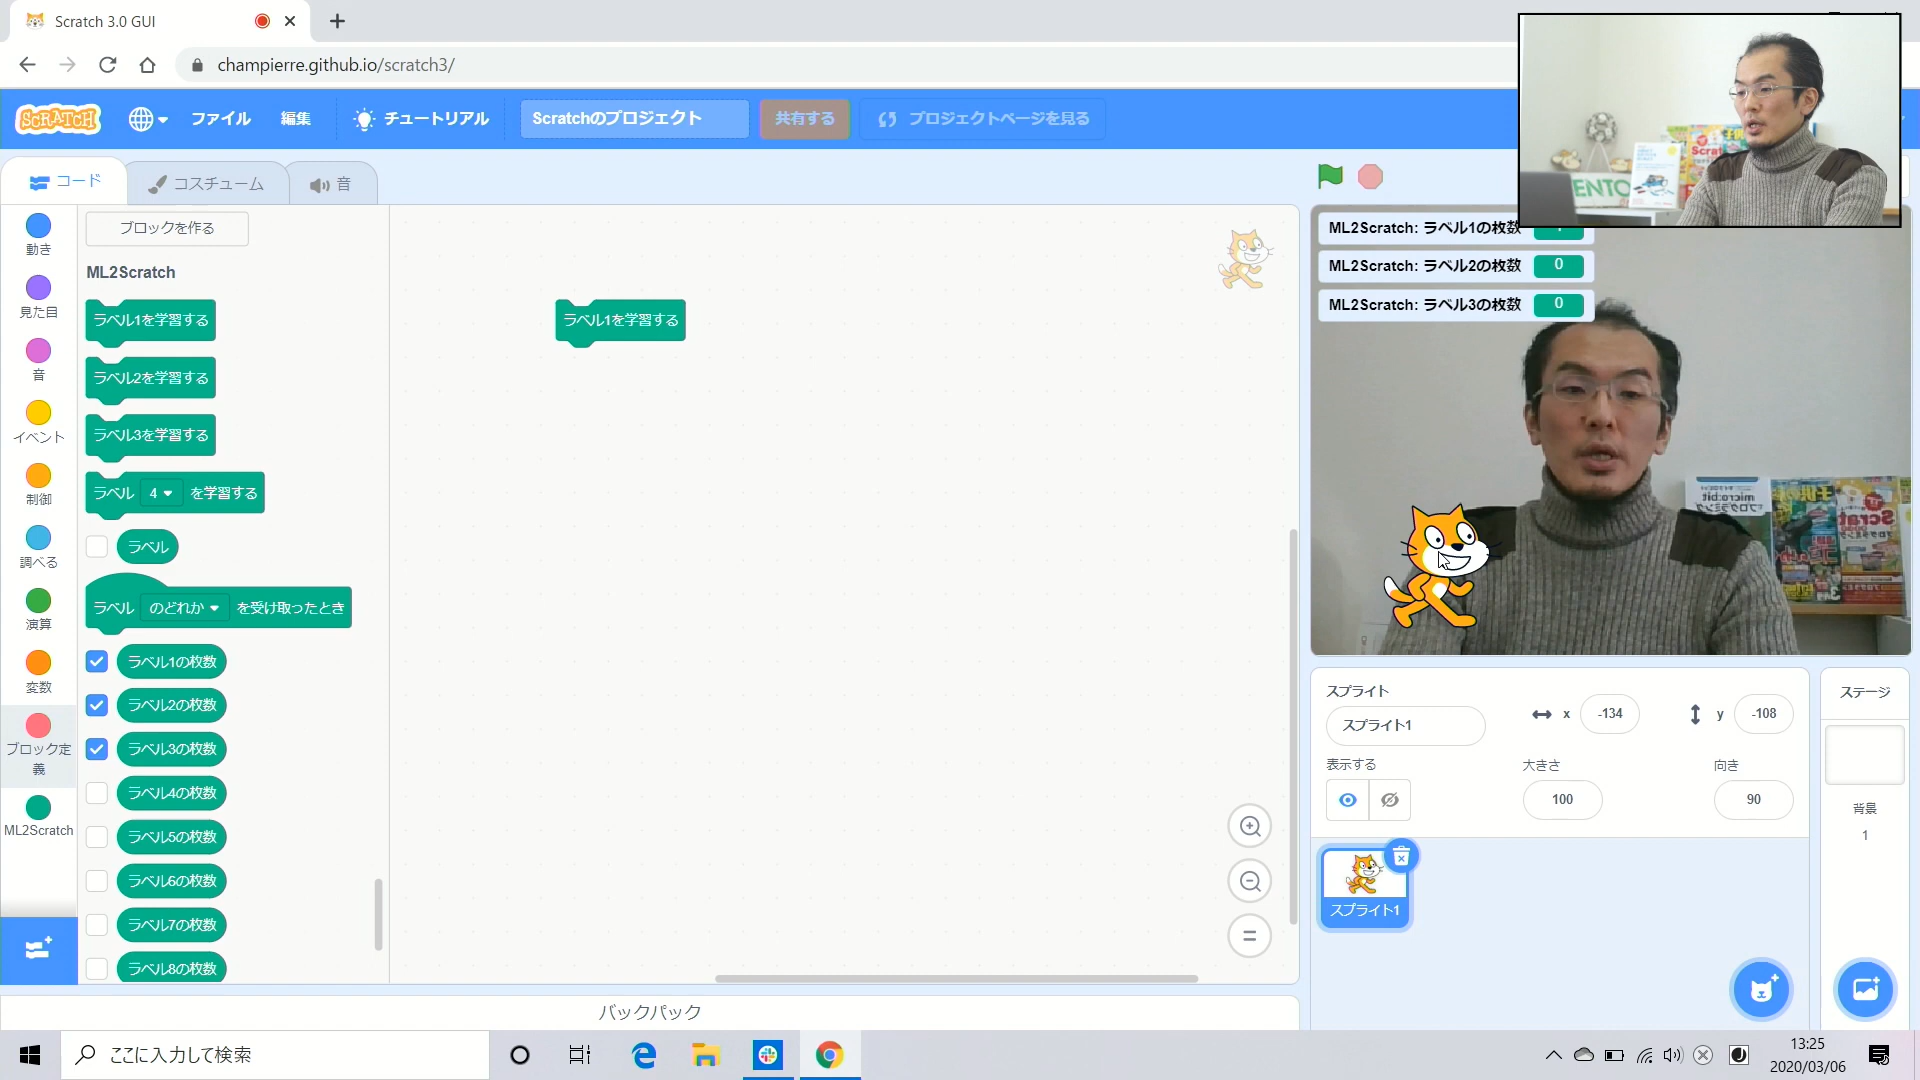 Scratch 3.0 GUI
champierre.github.io/scratch3/
SCRATCH
ファイル
編集
チュートリアル
Scratchのプロジェクト
共有する
プロジェクトページを見る
コード
コスチューム
音
動き
見た目
音
イベント
制御
調べる
演算
変数
ブロック定
義
ML2Scratch
ブロックを作る
ML2Scratch
ラベル1を学習する
ラベル2を学習する
ラベル3を学習する
ラベル 4 を学習する
ラベル
ラベル のどれか を受け取ったとき
ラベル1の枚数
ラベル2の枚数
ラベル3の枚数
ラベル4の枚数
ラベル5の枚数
ラベル6の枚数
ラベル7の枚数
ラベル8の枚数
ラベル1を学習する
ML2Scratch: ラベル1の枚数
ML2Scratch: ラベル2の枚数 0
ML2Scratch: ラベル3の枚数 0
micro:bit
プログラミング
Scratch
スプライト
スプライト1
x -134
y -108
表示する
大きさ
100
向き
90
スプライト1
ステージ
背景
1
バックパック
ここに入力して検索
13:25
2020/03/06